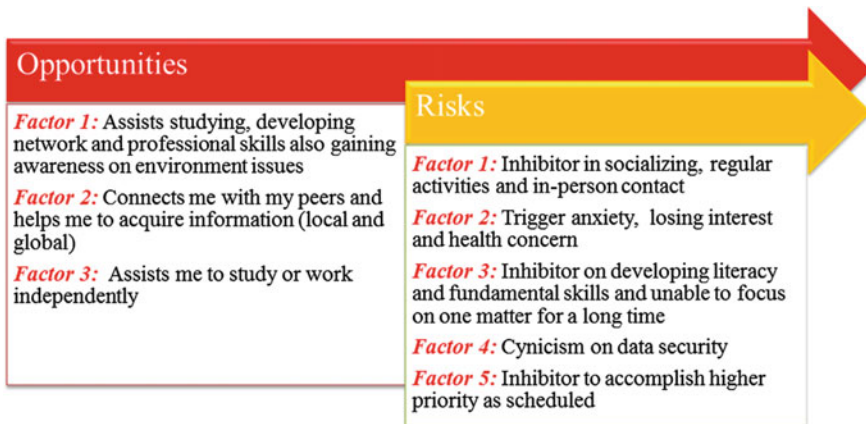 Opportunities
Factor 1: Assists studying, developing
network and professional skills also gaining
awareness on environment issues
Factor 2: Connects me with my peers and
helps me to acquire information (local and
global)
Factor 3: Assists me to study or work
independently
Risks
Factor 1: Inhibitor in socializing, regular
activities and in-person contact
Factor 2: Trigger anxiety, losing interest
and health concern
Factor 3: Inhibitor on developing literacy
and fundamental skills and unable to focus
on one matter for a long time
Factor 4: Cynicism on data security
Factor 5: Inhibitor to accomplish higher
priority as scheduled